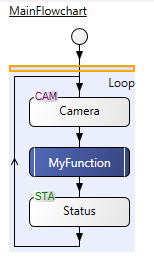 MainFlowchart
Loop
CAM
Camera
MyFunction
STA
Status